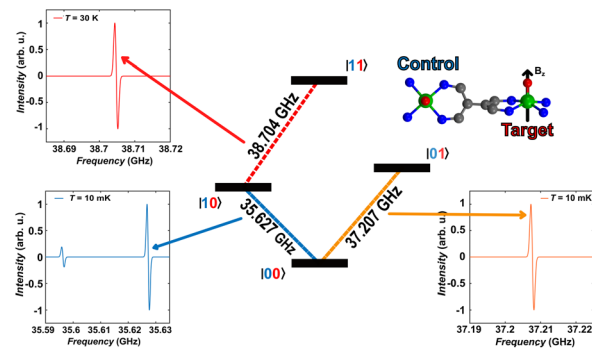 T = 30 K
1
0.5
0
-0.5
-1
Intensity (arb. u.)
38.69 38.7 38.71 38.72
Frequency (GHz)
|11⟩
38.704 GHz
Control
B_z
Target
|01⟩
|10⟩
35.627 GHz
37.207 GHz
|00⟩
T = 10 mK
1
0.5
0
-0.5
-1
Intensity (arb. u.)
35.59 35.6 35.61 35.62 35.63
Frequency (GHz)
T = 10 mK
1
0.5
0
-0.5
-1
Intensity (arb. u.)
37.19 37.2 37.21 37.22
Frequency (GHz)